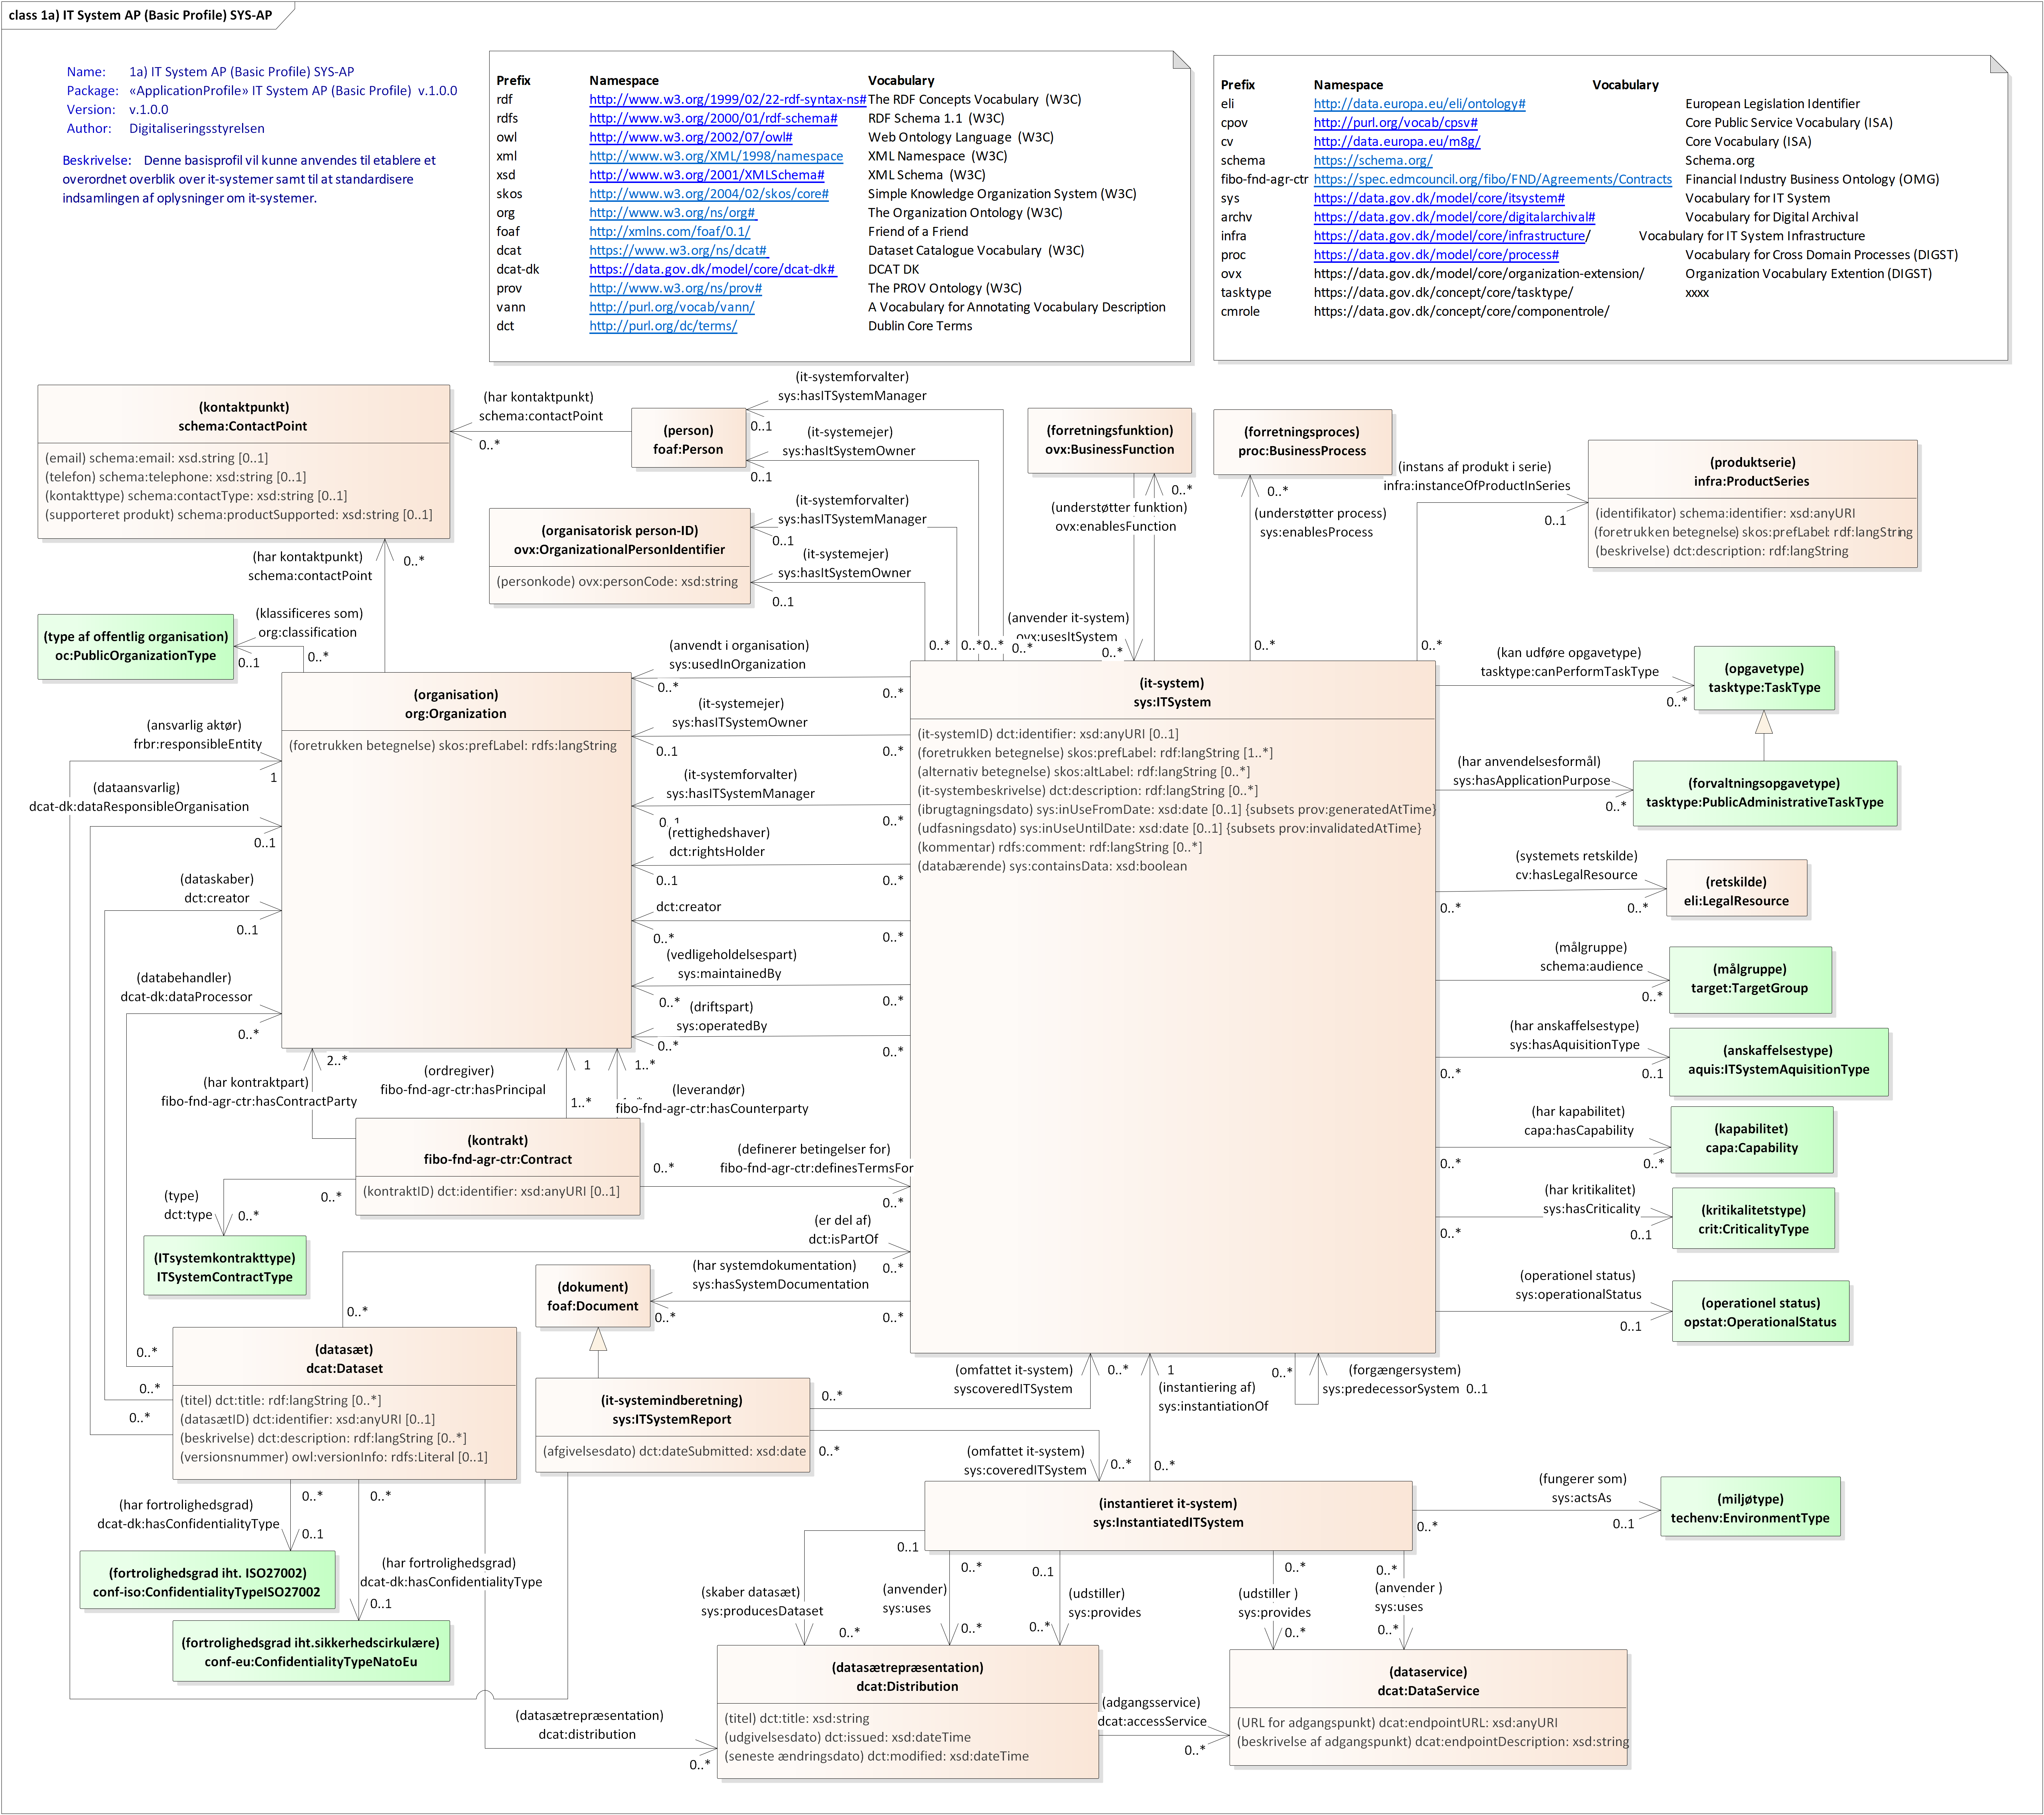 class 1a) IT System AP (Basic Profile) SYS-AP
Name: 1a) IT System AP (Basic Profile) SYS-AP
Package: «ApplicationProfile» IT System AP (Basic Profile) v.1.0.0
Version: v.1.0.0
Author: Digitaliseringsstyrelsen
Beskrivelse: Denne basisprofil vil kunne anvendes til etablere et
overordnet overblik over it-systemer samt til at standardisere
indsamlingen af oplysninger om it-systemer.
Prefix Namespace Vocabulary
rdf http://www.w3.org/1999/02/22-rdf-syntax-ns# The RDF Concepts Vocabulary (W3C)
rdfs http://www.w3.org/2000/01/rdf-schema# RDF Schema 1.1 (W3C)
owl http://www.w3.org/2002/07/owl# Web Ontology Language (W3C)
xml http://www.w3.org/XML/1998/namespace XML Namespace (W3C)
xsd http://www.w3.org/2001/XMLSchema# XML Schema (W3C)
skos http://www.w3.org/2004/02/skos/core# Simple Knowledge Organization System (W3C)
org http://www.w3.org/ns/org# The Organization Ontology (W3C)
foaf http://xmlns.com/foaf/0.1/ Friend of a Friend
dcat https://www.w3.org/ns/dcat# Dataset Catalogue Vocabulary (W3C)
dcat-dk https://data.gov.dk/model/core/dcat-dk# DCAT DK
prov http://www.w3.org/ns/prov# The PROV Ontology (W3C)
vann http://purl.org/vocab/vann/ A Vocabulary for Annotating Vocabulary Description
dct http://purl.org/dc/terms/ Dublin Core Terms
Prefix Namespace Vocabulary
eli http://data.europa.eu/eli/ontology# European Legislation Identifier
cpov http://purl.org/vocab/cpsv# Core Public Service Vocabulary (ISA)
cv http://data.europa.eu/m8g/ Core Vocabulary (ISA)
schema https://schema.org/ Schema.org
fibo-fnd-agr-ctr https://spec.edmcouncil.org/fibo/FND/Agreements/Contracts Financial Industry Business Ontology (OMG)
sys https://data.gov.dk/model/core/itsystem# Vocabulary for IT System
archv https://data.gov.dk/model/core/digitalarchival# Vocabulary for Digital Archival
infra https://data.gov.dk/model/core/infrastructure/ Vocabulary for IT System Infrastructure
proc https://data.gov.dk/model/core/process# Vocabulary for Cross Domain Processes (DIGST)
ovx https://data.gov.dk/model/core/organization-extension/ Organization Vocabulary Extention (DIGST)
tasktype https://data.gov.dk/concept/core/tasktype/ xxxx
cmrole https://data.gov.dk/concept/core/componentrole/
(kontaktpunkt)
schema:ContactPoint
(email) schema:email: xsd.string [0..1]
(telefon) schema:telephone: xsd:string [0..1]
(kontakttype) schema:contactType: xsd:string [0..1]
(supporteret produkt) schema:productSupported: xsd:string [0..1]
(har kontaktpunkt)
schema:contactPoint
0..*
(person)
foaf:Person
(it-systemforvalter)
sys:hasITSystemManager
0..1
(it-systemejer)
sys:hasItSystemOwner
0..1
(organisatorisk person-ID)
ovx:OrganizationalPersonIdentifier
(personkode) ovx:personCode: xsd:string
(it-systemforvalter)
sys:hasITSystemManager
0..1
(it-systemejer)
sys:hasItSystemOwner
0..1
(forretningsfunktion)
ovx:BusinessFunction
0..*
(understøtter funktion)
ovx:enablesFunction
(anvender it-system)
ovx:usesItSystem
0..* 0..* 0..* 0..* 0..*
(forretningsproces)
proc:BusinessProcess
0..*
(understøtter process)
sys:enablesProcess
0..*
(instans af produkt i serie)
infra:instanceOfProductInSeries
0..1
0..*
(produktserie)
infra:ProductSeries
(identifikator) schema:identifier: xsd:anyURI
(foretrukken betegnelse) skos:prefLabel: rdf:langString
(beskrivelse) dct:description: rdf:langString
(har kontaktpunkt)
schema:contactPoint
0..*
(type af offentlig organisation)
oc:PublicOrganizationType
(klassificeres som)
org:classification
0..1
0..*
(organisation)
org:Organization
(foretrukken betegnelse) skos:prefLabel: rdfs:langString
(anvendt i organisation)
sys:usedInOrganization
0..* 0..*
(it-systemejer)
sys:hasITSystemOwner
0..1 0..*
(it-systemforvalter)
sys:hasITSystemManager
0..1 0..*
(rettighedshaver)
dct:rightsHolder
0..1 0..*
dct:creator
0..* 0..*
(vedligeholdelsespart)
sys:maintainedBy
0..* 0..*
(driftspart)
sys:operatedBy
0..* 0..*
(it-system)
sys:ITSystem
(it-systemID) dct:identifier: xsd:anyURI [0..1]
(foretrukken betegnelse) skos:prefLabel: rdf:langString [1..*]
(alternativ betegnelse) skos:altLabel: rdf:langString [0..*]
(it-systembeskrivelse) dct:description: rdf:langString [0..*]
(ibrugtagningsdato) sys:inUseFromDate: xsd:date [0..1] {subsets prov:generatedAtTime}
(udfasningsdato) sys:inUseUntilDate: xsd:date [0..1] {subsets prov:invalidatedAtTime}
(kommentar) rdfs:comment: rdf:langString [0..*]
(databærende) sys:containsData: xsd:boolean
(kan udføre opgavetype)
tasktype:canPerformTaskType
0..*
(opgavetype)
tasktype:TaskType
(har anvendelsesformål)
sys:hasApplicationPurpose
0..*
(forvaltningsopgavetype)
tasktype:PublicAdministrativeTaskType
(systemets retskilde)
cv:hasLegalResource
0..* 0..*
(retskilde)
eli:LegalResource
(målgruppe)
schema:audience
0..*
(målgruppe)
target:TargetGroup
(har anskaffelsestype)
sys:hasAquisitionType
0..* 0..1
(anskaffelsestype)
aquis:ITSystemAquisitionType
(har kapabilitet)
capa:hasCapability
0..* 0..*
(kapabilitet)
capa:Capability
(har kritikalitet)
sys:hasCriticality
0..* 0..1
(kritikalitetstype)
crit:CriticalityType
(operationel status)
sys:operationalStatus
0..1
(operationel status)
opstat:OperationalStatus
(ansvarlig aktør)
frbr:responsibleEntity
1
(dataansvarlig)
dcat-dk:dataResponsibleOrganisation
0..1
(dataskaber)
dct:creator
0..1
(databehandler)
dcat-dk:dataProcessor
0..*
2..*
(har kontraktpart)
fibo-fnd-agr-ctr:hasContractParty
(ordregiver)
fibo-fnd-agr-ctr:hasPrincipal
1
1..*
1..*
(leverandør)
fibo-fnd-agr-ctr:hasCounterparty
(kontrakt)
fibo-fnd-agr-ctr:Contract
(kontraktID) dct:identifier: xsd:anyURI [0..1]
0..*
(definerer betingelser for)
fibo-fnd-agr-ctr:definesTermsFor
0..*
(type)
dct:type
0..*
0..*
(ITsystemkontrakttype)
ITSystemContractType
(er del af)
dct:isPartOf
0..*
0..*
(dokument)
foaf:Document
(har systemdokumentation)
sys:hasSystemDocumentation
0..* 0..*
(datasæt)
dcat:Dataset
(titel) dct:title: rdf:langString [0..*]
(datasætID) dct:identifier: xsd:anyURI [0..1]
(beskrivelse) dct:description: rdf:langString [0..*]
(versionsnummer) owl:versionInfo: rdfs:Literal [0..1]
0..*
0..*
0..*
(it-systemindberetning)
sys:ITSystemReport
(afgivelsesdato) dct:dateSubmitted: xsd:date
0..*
0..*
(omfattet it-system)
syscoveredITSystem
0..*
1
(instantiering af)
sys:instantiationOf
0..*
0..*
(forgængersystem)
sys:predecessorSystem 0..1
(omfattet it-system)
sys:coveredITSystem
0..*
(instantieret it-system)
sys:InstantiatedITSystem
(fungerer som)
sys:actsAs
0..* 0..1
(miljøtype)
techenv:EnvironmentType
(har fortrolighedsgrad)
dcat-dk:hasConfidentialityType
0..*
0..1
(fortrolighedsgrad iht. ISO27002)
conf-iso:ConfidentialityTypeISO27002
0..*
(har fortrolighedsgrad)
dcat-dk:hasConfidentialityType
0..1
(fortrolighedsgrad iht.sikkerhedscirkulære)
conf-eu:ConfidentialityTypeNatoEu
0..1
(skaber datasæt)
sys:producesDataset
0..*
0..*
(anvender)
sys:uses
0..*
0..1
(udstiller)
sys:provides
0..*
0..*
(udstiller )
sys:provides
0..*
0..*
(anvender )
sys:uses
0..*
(datasætrepræsentation)
dcat:distribution
0..*
(datasætrepræsentation)
dcat:Distribution
(titel) dct:title: xsd:string
(udgivelsesdato) dct:issued: xsd:dateTime
(seneste ændringsdato) dct:modified: xsd:dateTime
(adgangsservice)
dcat:accessService
0..*
(dataservice)
dcat:DataService
(URL for adgangspunkt) dcat:endpointURL: xsd:anyURI
(beskrivelse af adgangspunkt) dcat:endpointDescription: xsd:string